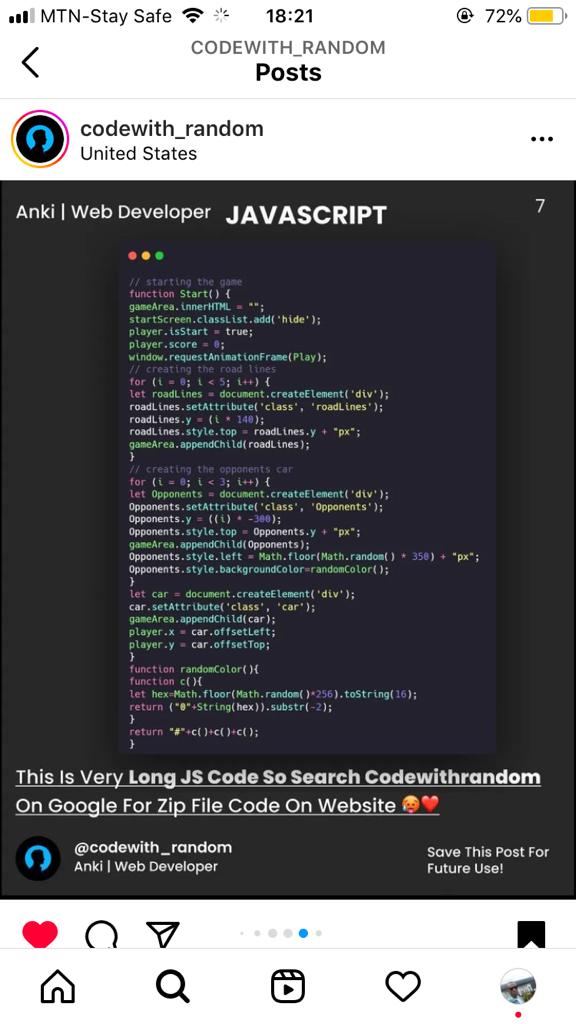 MTN-Stay Safe 18:21 72%
CODEWITH_RANDOM
Posts
codewith_random
United States
Anki | Web Developer JAVASCRIPT 7
// starting the game
function Start() {
gameArea.innerHTML = "";
startScreen.classList.add('hide');
player.isStart = true;
player.score = 0;
window.requestAnimationFrame(Play);
// creating the road lines
for (i = 0; i < 5; i++) {
let roadLines = document.createElement('div');
roadLines.setAttribute('class', 'roadLines');
roadLines.y = (i * 140);
roadLines.style.top = roadLines.y + "px";
gameArea.appendChild(roadLines);
}
// creating the opponents car
for (i = 0; i < 3; i++) {
let Opponents = document.createElement('div');
Opponents.setAttribute('class', 'Opponents');
Opponents.y = ((i) * -300);
Opponents.style.top = Opponents.y + "px";
gameArea.appendChild(Opponents);
Opponents.style.left = Math.floor(Math.random() * 350) + "px";
Opponents.style.backgroundColor=randomColor();
}
let car = document.createElement('div');
car.setAttribute('class', 'car');
gameArea.appendChild(car);
player.x = car.offsetLeft;
player.y = car.offsetTop;
}
function randomColor(){
function c(){
let hex=Math.floor(Math.random()*256).toString(16);
return ("0"+String(hex)).substr(-2);
}
return "#"+c()+c()+c();
}
This Is Very Long JS Code So Search Codewithrandom
On Google For Zip File Code On Website 🥵❤️
@codewith_random
Anki | Web Developer
Save This Post For
Future Use!